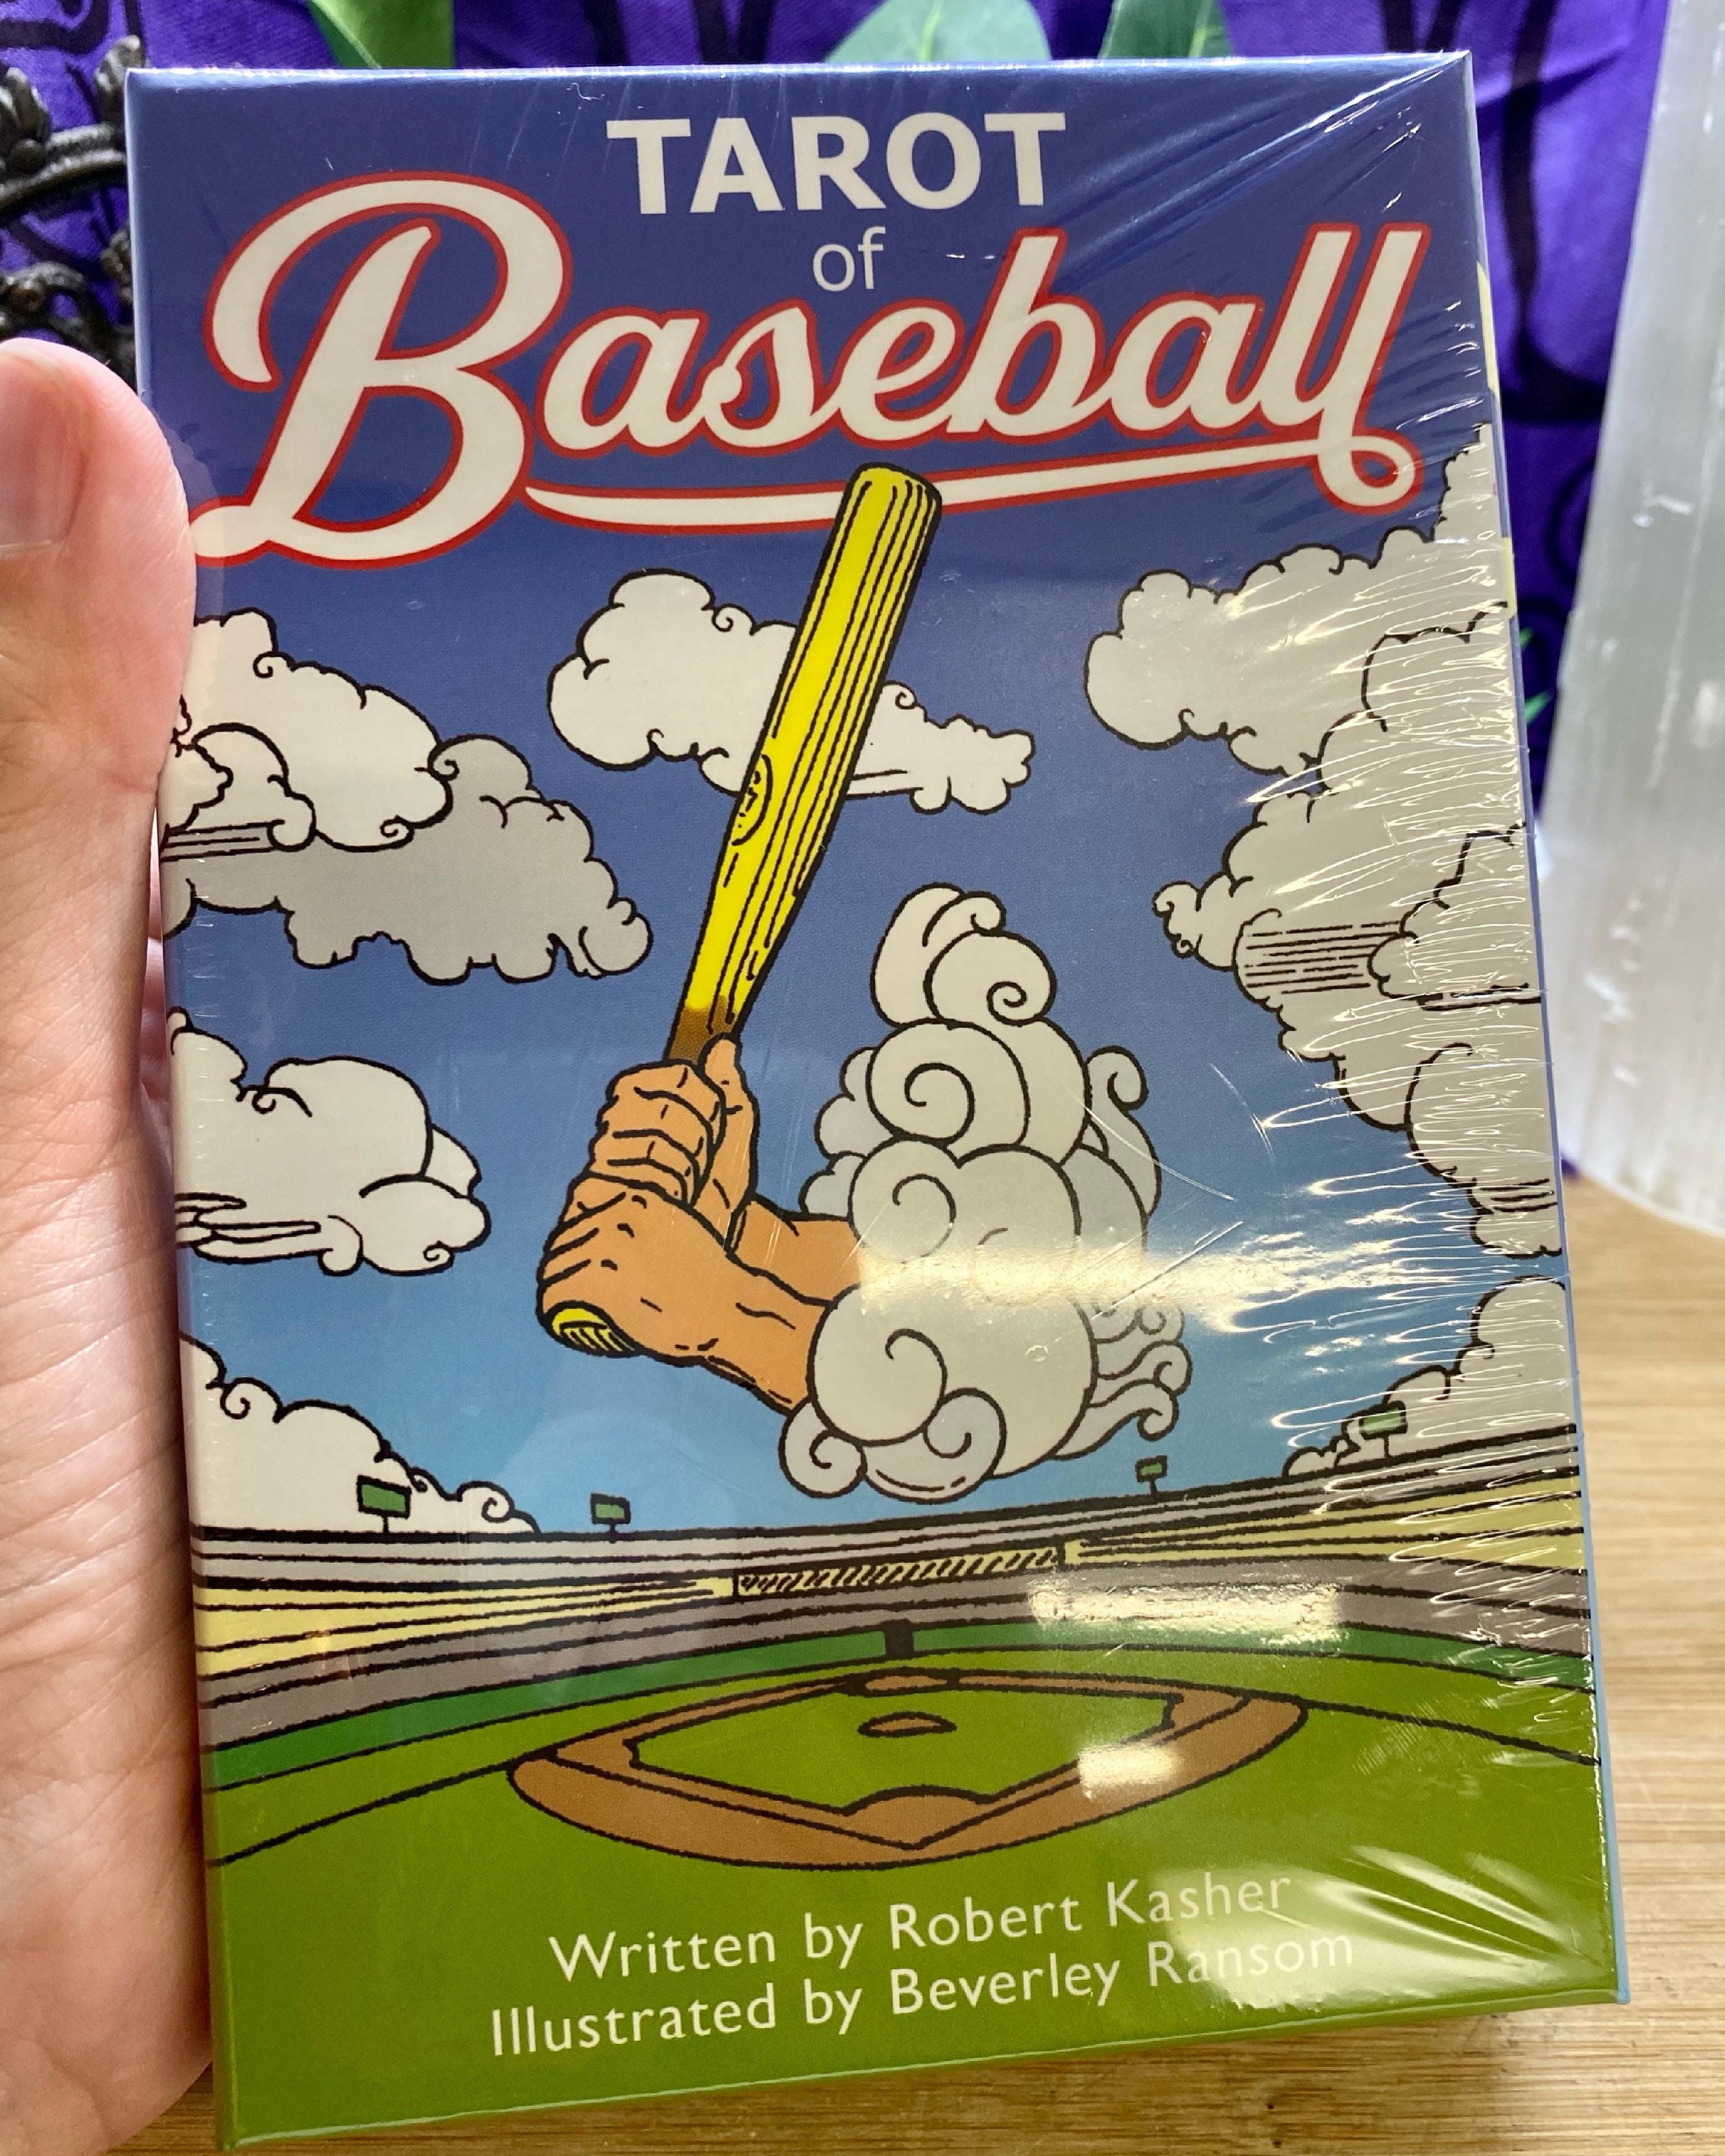 TAROT
of
Baseball
Written by Robert Kasher
Illustrated by Beverley Ransom